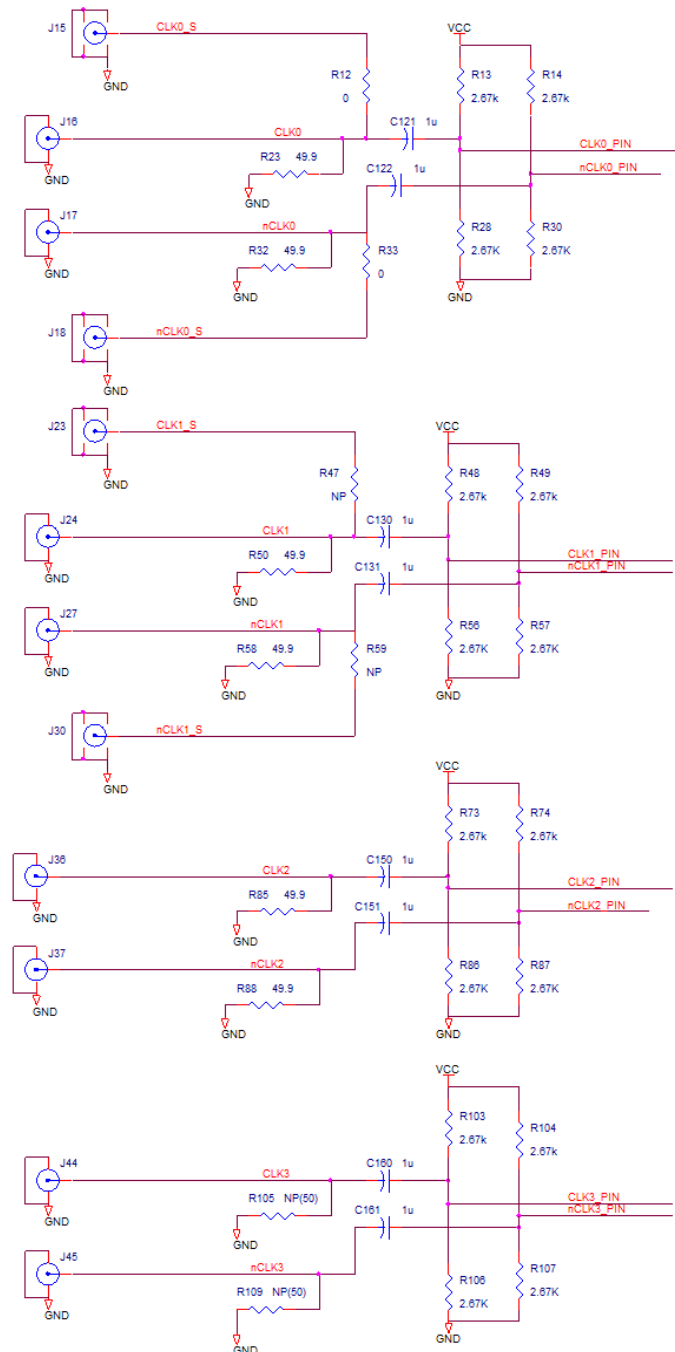 J15
CLK0_S
GND
R12
0
VCC
R13
2.67k
R14
2.67k
J16
CLK0
C121 1u
GND
R23 49.9
GND
C122 1u
CLK0_PIN
nCLK0_PIN
J17
nCLK0
GND
R32 49.9
GND
R33
0
R28
2.67K
R30
2.67K
GND
J18
nCLK0_S
GND
J23
CLK1_S
GND
VCC
R47
NP
R48
2.67k
R49
2.67k
J24
CLK1
C130 1u
GND
R50 49.9
GND
C131 1u
CLK1_PIN
nCLK1_PIN
J27
nCLK1
GND
R58 49.9
GND
R59
NP
R56
2.67K
R57
2.67K
GND
J30
nCLK1_S
GND
VCC
R73
2.67k
R74
2.67k
J36
CLK2
C150 1u
GND
R85 49.9
GND
C151 1u
CLK2_PIN
nCLK2_PIN
J37
nCLK2
GND
R88 49.9
GND
R86
2.67K
R87
2.67K
GND
VCC
R103
2.67k
R104
2.67k
J44
CLK3
C160 1u
GND
R105 NP(50)
GND
C161 1u
CLK3_PIN
nCLK3_PIN
J45
nCLK3
GND
R109 NP(50)
GND
R106
2.67K
R107
2.67K
GND